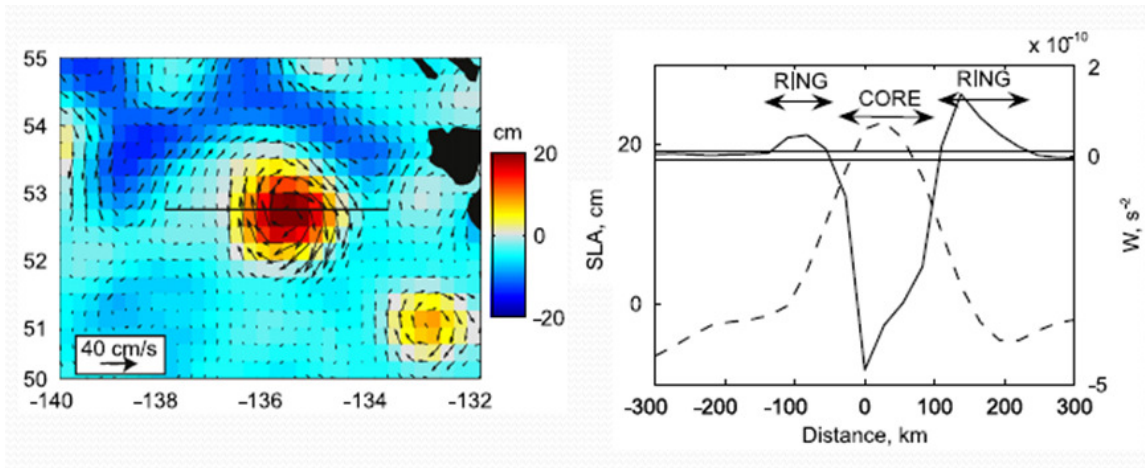 55
54
53
52
51
50
-140
-138
-136
-134
-132
40 cm/s
cm
20
0
-20
x 10-10
2
0
-5
RING
CORE
RING
20
0
SLA, cm
W, s-2
-300
-200
-100
0
100
200
300
Distance, km